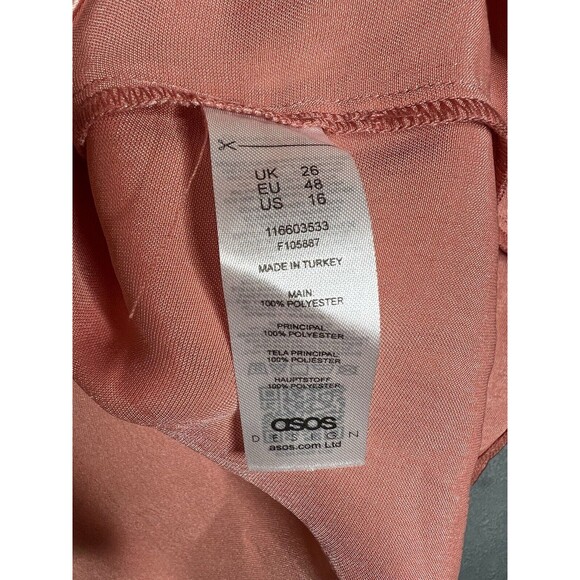 UK 26
EU 48
US 16
116603533
F105887
MADE IN TURKEY
MAIN:
100% POLYESTER
PRINCIPAL:
100% POLYESTER
TELA PRINCIPAL:
100% POLIÉSTER
HAUPTSTOFF:
100% POLYESTER
asos
DESIGN
asos.com Ltd